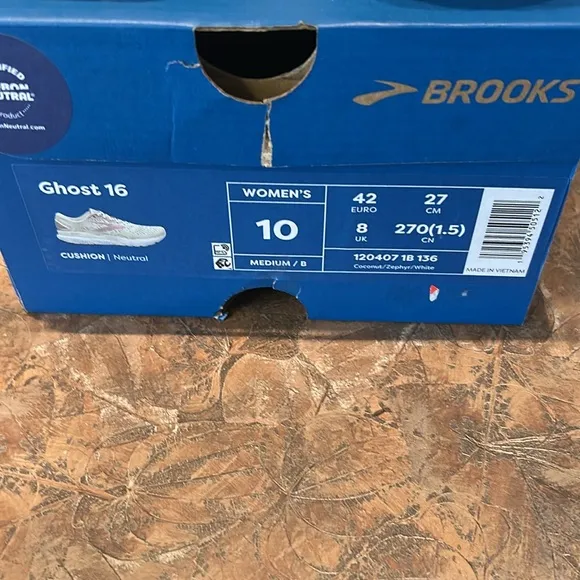 BROOKS
Ghost 16
CUSHION | Neutral
WOMEN'S
10
MEDIUM / B
42 27
EURO CM
8 270(1.5)
UK CN
120407 1B 136
Coconut/Zephyr/White
MADE IN VIETNAM